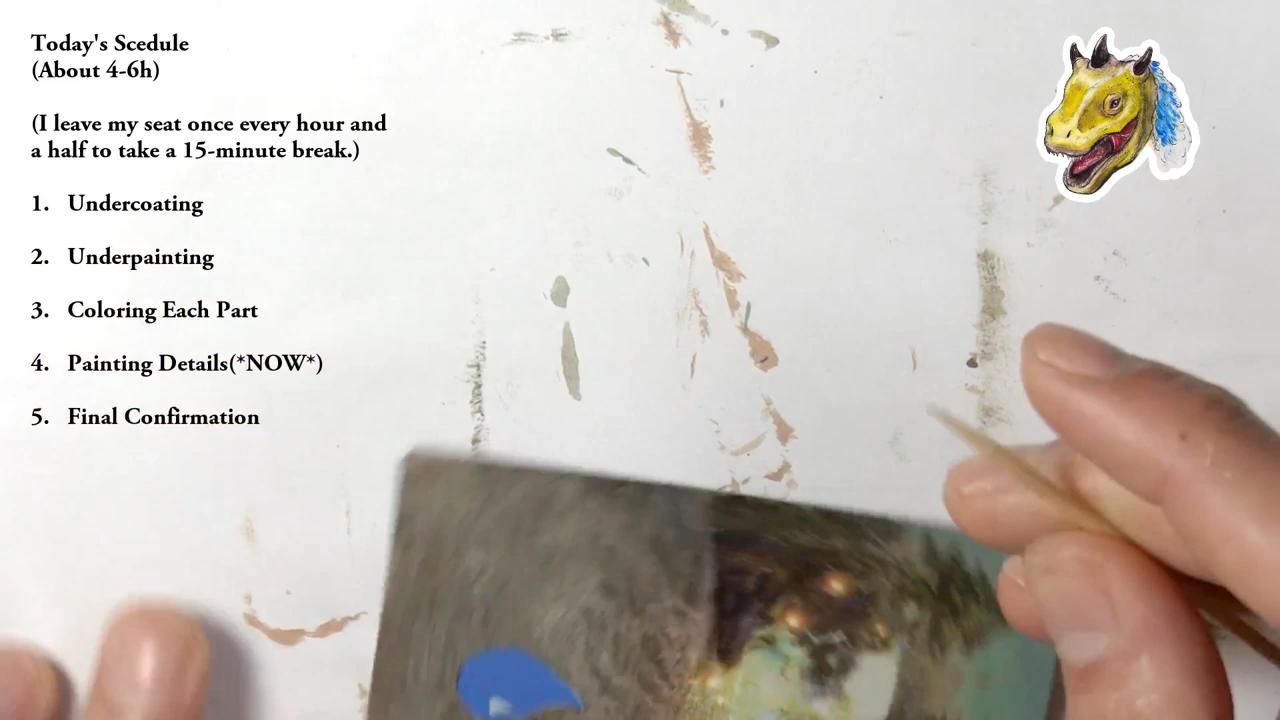 Today's Scedule
(About 4-6h)
(I leave my seat once every hour and
a half to take a 15-minute break.)
1. Undercoating
2. Underpainting
3. Coloring Each Part
4. Painting Details(*NOW*)
5. Final Confirmation